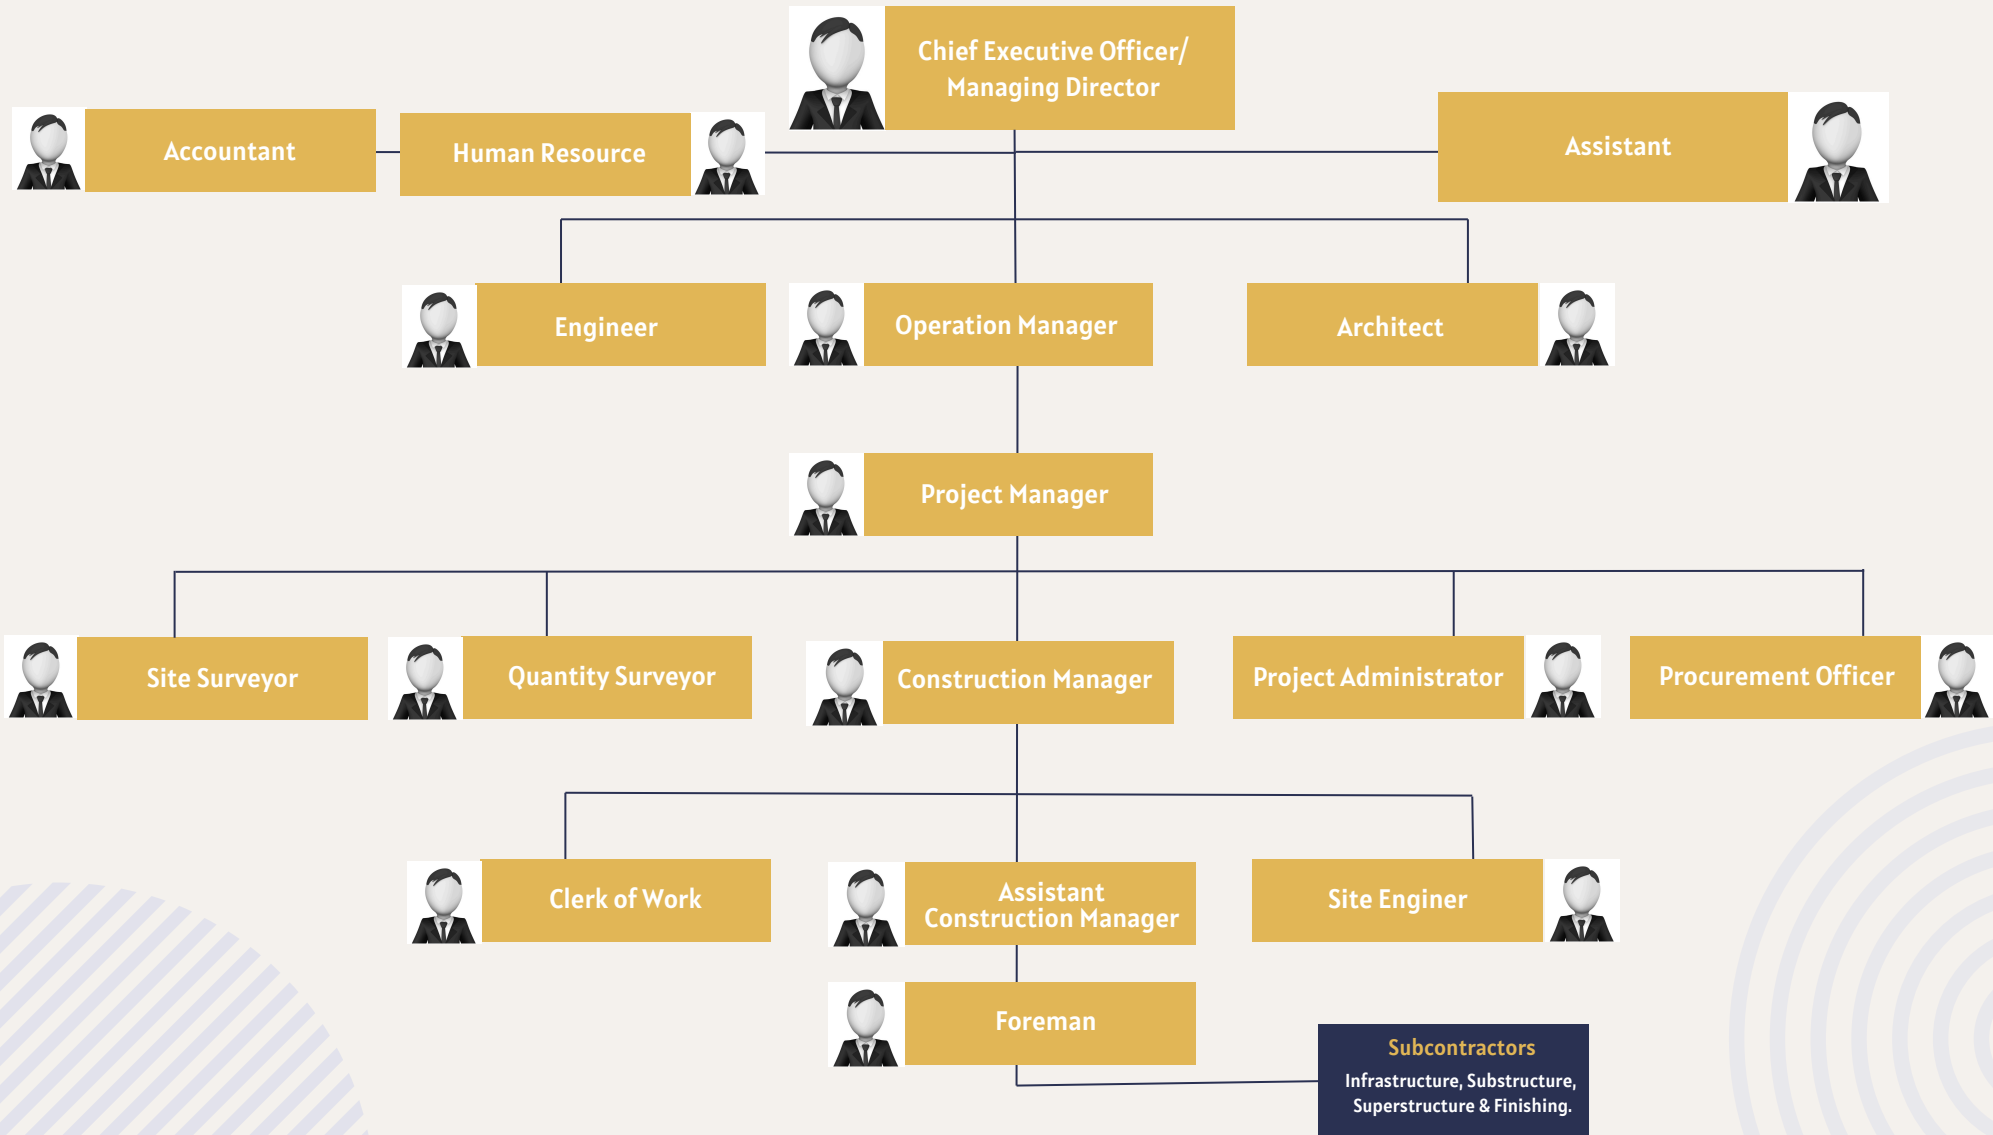 Chief Executive Officer/
Managing Director
Accountant
Human Resource
Assistant
Engineer
Operation Manager
Architect
Project Manager
Site Surveyor
Quantity Surveyor
Construction Manager
Project Administrator
Procurement Officer
Clerk of Work
Assistant
Construction Manager
Site Enginer
Foreman
Subcontractors
Infrastructure, Substructure,
Superstructure & Finishing.